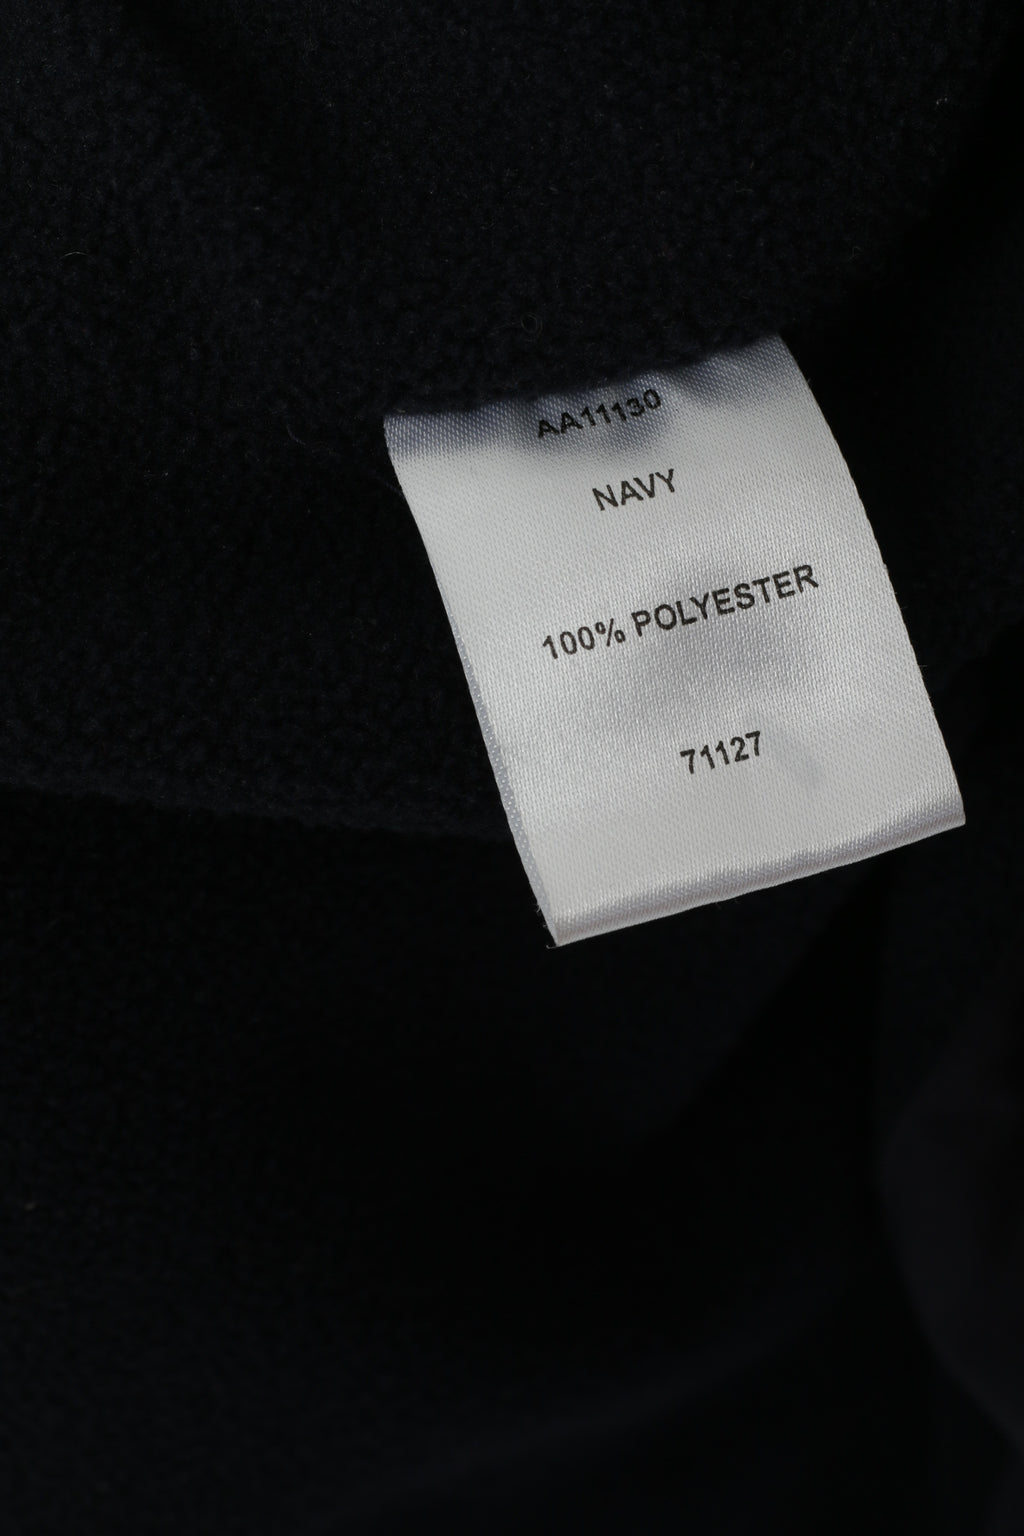 AA11130
NAVY
100% POLYESTER
71127